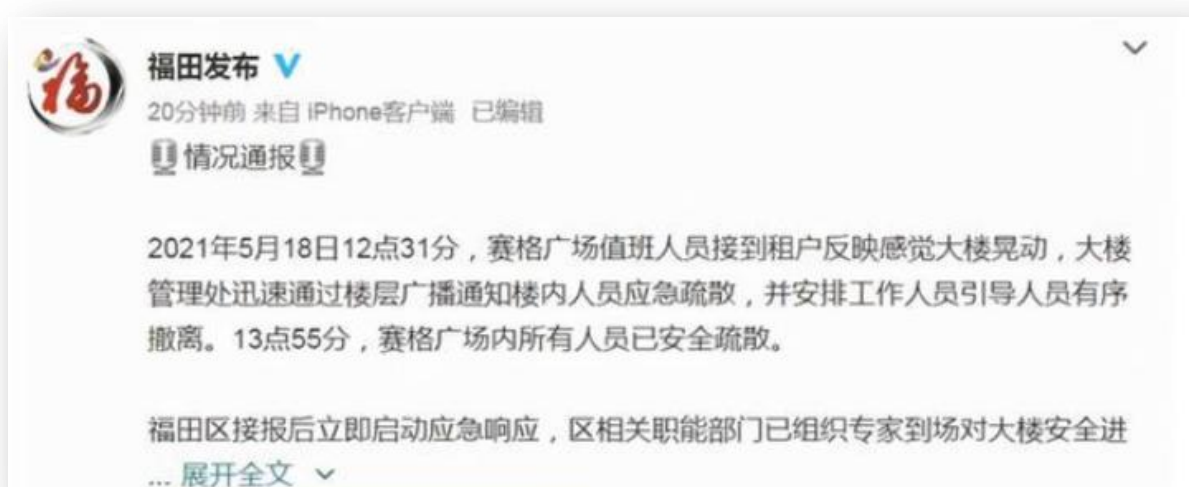 福
福田发布
20分钟前 来自 iPhone客户端 已编辑
情况通报
2021年5月18日12点31分，赛格广场值班人员接到租户反映感觉大楼晃动，大楼
管理处迅速通过楼层广播通知楼内人员应急疏散，并安排工作人员引导人员有序
撤离。13点55分，赛格广场内所有人员已安全疏散。
福田区接报后立即启动应急响应，区相关职能部门已组织专家到场对大楼安全进
... 展开全文